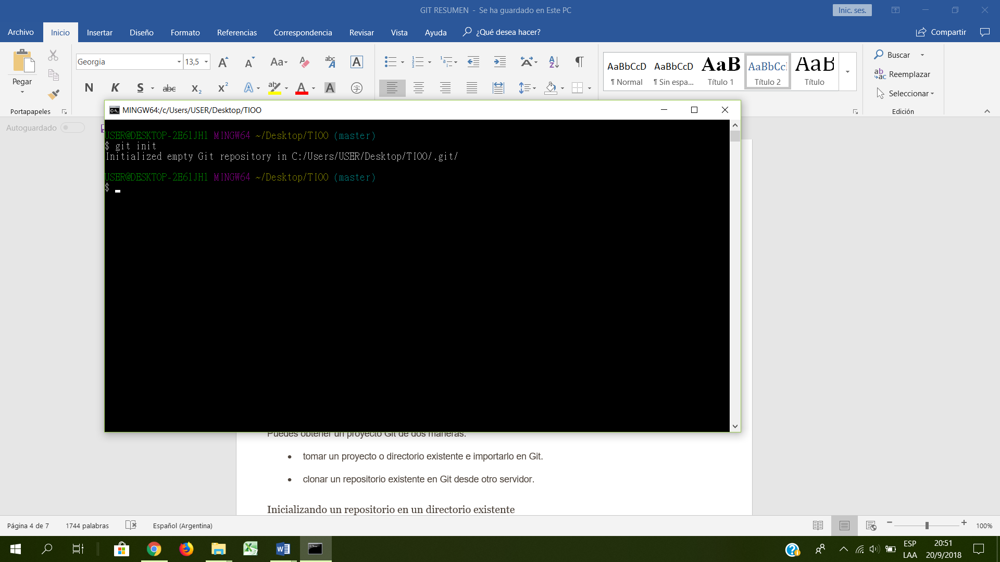 GIT RESUMEN - Se ha guardado en Este PC
Inic. ses.
Archivo Inicio Insertar Diseño Formato Referencias Correspondencia Revisar Vista Ayuda ¿Qué desea hacer? Compartir
Pegar
Portapapeles
Georgia 13,5 Aa abc A
N K S abc X₂ X² A ab A A
AaBbCcD AaBbCcD AaB AaBbCc AaB
¶ Normal ¶ Sin espa... Título 1 Título 2 Título
Buscar
Reemplazar
Seleccionar
Edición
Autoguardado
MINGW64:/c/Users/USER/Desktop/TIOO
USER@DESKTOP-2E61JH1 MINGW64 ~/Desktop/TIOO (master)
$ git init
Initialized empty Git repository in C:/Users/USER/Desktop/TIOO/.git/
USER@DESKTOP-2E61JH1 MINGW64 ~/Desktop/TIOO (master)
$
Puedes obtener un proyecto Git de dos maneras.
• tomar un proyecto o directorio existente e importarlo en Git.
• clonar un repositorio existente en Git desde otro servidor.
Inicializando un repositorio en un directorio existente
Página 4 de 7 1744 palabras Español (Argentina) 100%
ESP 20:51
LAA 20/9/2018